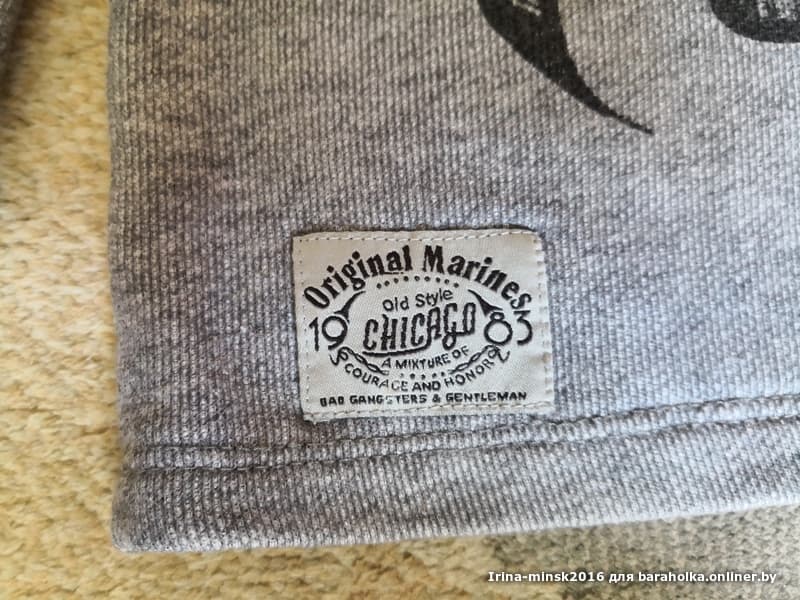 Original Marines
Old Style
19 CHICAGO 83
A MIXTURE OF
COURAGE AND HONOR
BAD GANGSTERS & GENTLEMAN
Irina-minsk2016 для baraholka.onliner.by